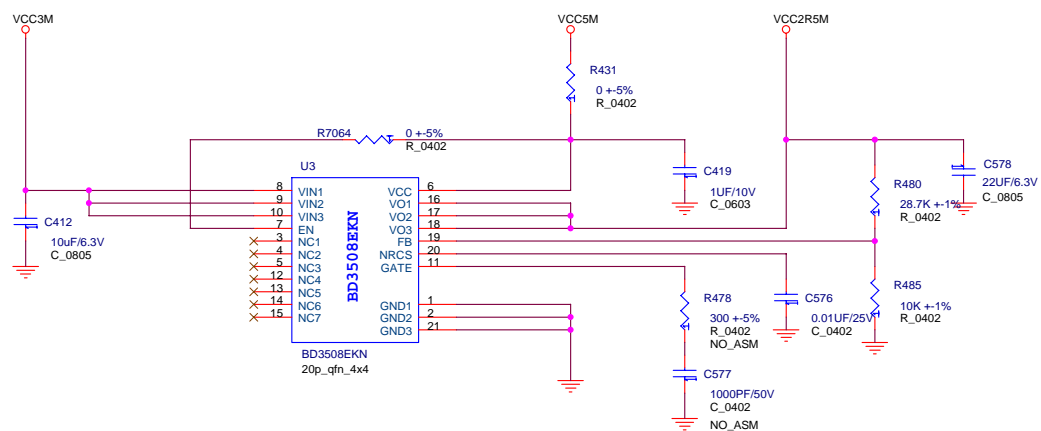 VCC3M
VCC5M
VCC2R5M
R431
0 +-5%
R_0402
R7064
0 +-5%
R_0402
U3
C419
1UF/10V
C_0603
R480
28.7K +-1%
R_0402
C578
22UF/6.3V
C_0805
C412
10uF/6.3V
C_0805
8 VIN1 VCC 6
9 VIN2 VO1 16
10 VIN3 VO2 17
7 EN VO3 18
3 NC1 FB 19
4 NC2 NRCS 20
5 NC3 GATE 11
12 NC4
13 NC5 GND1 1
14 NC6 GND2 2
15 NC7 GND3 21
BD3508EKN
BD3508EKN
20p_qfn_4x4
R478
300 +-5%
R_0402
NO_ASM
C576
0.01UF/25V
C_0402
R485
10K +-1%
R_0402
C577
1000PF/50V
C_0402
NO_ASM